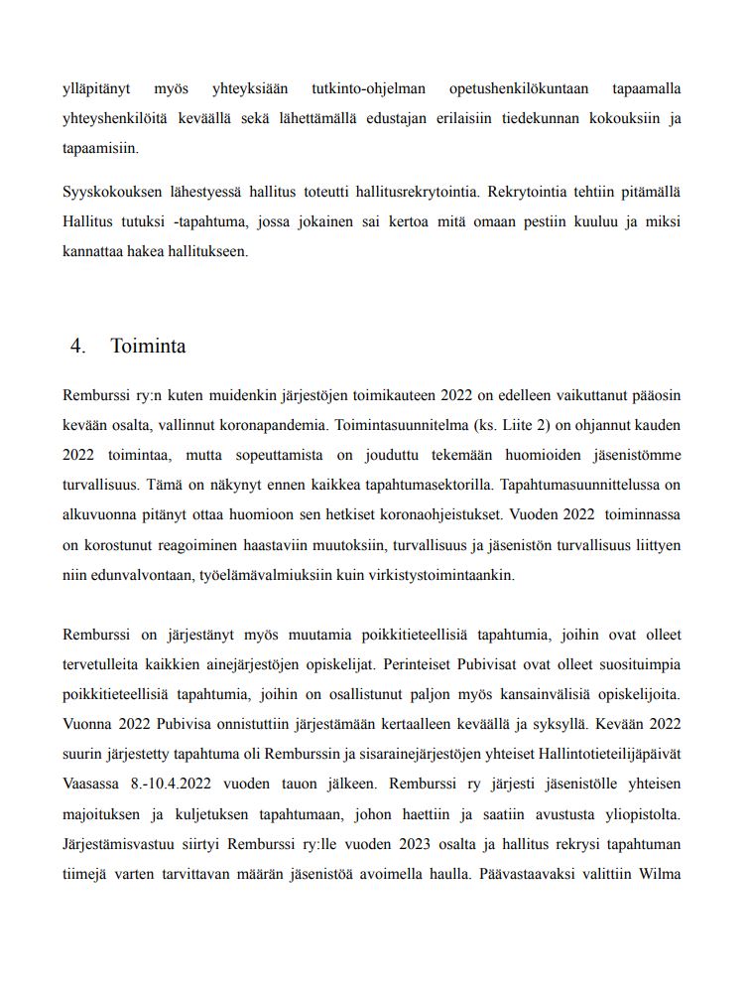 ylläpitänyt myös yhteyksiään tutkinto-ohjelman opetushenkilökuntaan tapaamalla
yhteyshenkilöitä keväällä sekä lähettämällä edustajan erilaisiin tiedekunnan kokouksiin ja
tapaamisiin.
Syyskokouksen lähestyessä hallitus toteutti hallitusrekrytointia. Rekrytointia tehtiin pitämällä
Hallitus tutuksi -tapahtuma, jossa jokainen sai kertoa mitä omaan pestiin kuuluu ja miksi
kannattaa hakea hallitukseen.
4. Toiminta
Remburssi ry:n kuten muidenkin järjestöjen toimikauteen 2022 on edelleen vaikuttanut pääosin
kevään osalta, vallinnut koronapandemia. Toimintasuunnitelma (ks. Liite 2) on ohjannut kauden
2022 toimintaa, mutta sopeuttamista on jouduttu tekemään huomioiden jäsenistömme
turvallisuus. Tämä on näkynyt ennen kaikkea tapahtumasektorilla. Tapahtumasuunnittelussa on
alkuvuonna pitänyt ottaa huomioon sen hetkiset koronaohjeistukset. Vuoden 2022 toiminnassa
on korostunut reagoiminen haastaviin muutoksiin, turvallisuus ja jäsenistön turvallisuus liittyen
niin edunvalvontaan, työelämävalmiuksiin kuin virkistystoimintaankin.
Remburssi on järjestänyt myös muutamia poikkitieteellisiä tapahtumia, joihin ovat olleet
tervetulleita kaikkien ainejärjestöjen opiskelijat. Perinteiset Pubivisat ovat olleet suosituimpia
poikkitieteellisiä tapahtumia, joihin on osallistunut paljon myös kansainvälisiä opiskelijoita.
Vuonna 2022 Pubivisa onnistuttiin järjestämään kertaalleen keväällä ja syksyllä. Kevään 2022
suurin järjestetty tapahtuma oli Remburssin ja sisarainejärjestöjen yhteiset Hallintotieteilijäpäivät
Vaasassa 8.-10.4.2022 vuoden tauon jälkeen. Remburssi ry järjesti jäsenistölle yhteisen
majoituksen ja kuljetuksen tapahtumaan, johon haettiin ja saatiin avustusta yliopistolta.
Järjestämisvastuu siirtyi Remburssi ry:lle vuoden 2023 osalta ja hallitus rekrysi tapahtuman
tiimejä varten tarvittavan määrän jäsenistöä avoimella haulla. Päävastaavaksi valittiin Wilma